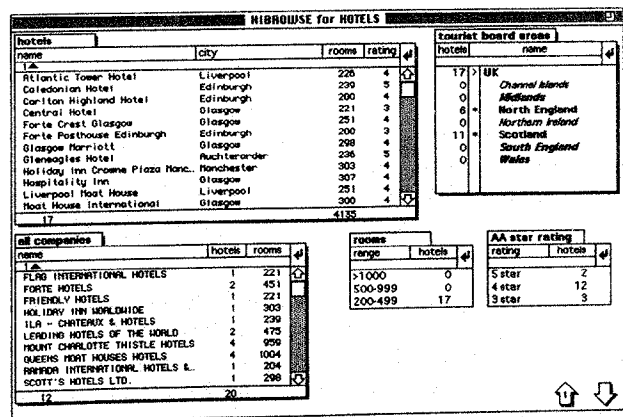 HIBROWSE for HOTELS
hotels
name city rooms rating
1
Atlantic Tower Hotel Liverpool 226 4
Caledonian Hotel Edinburgh 239 5
Carlton Highland Hotel Edinburgh 200 4
Central Hotel Glasgow 221 3
Forte Crest Glasgow Glasgow 251 4
Forte Posthouse Edinburgh Edinburgh 200 3
Glasgow Marriott Glasgow 298 4
Gleneagles Hotel Auchterarder 236 5
Holiday Inn Crowne Plaza Manc.. Manchester 303 4
Hospitality Inn Glasgow 307 4
Liverpool Moat House Liverpool 251 4
Moat House International Glasgow 300 4
17 4135
tourist board areas
hotels name
17 > UK
0 Channel Islands
0 Midlands
6 * North England
0 Northern Ireland
11 * Scotland
0 South England
0 Wales
all companies
name hotels rooms
1
FLAG INTERNATIONAL HOTELS 1 221
FORTE HOTELS 2 451
FRIENDLY HOTELS 1 221
HOLIDAY INN WORLDWIDE 1 303
ILA - CHATEAUX & HOTELS 1 239
LEADING HOTELS OF THE WORLD 2 475
MOUNT CHARLOTTE THISTLE HOTELS 4 959
QUEENS MOAT HOUSES HOTELS 4 1004
RAMADA INTERNATIONAL HOTELS &.. 1 204
SCOTT'S HOTELS LTD. 1 298
12 20
rooms
range hotels
>1000 0
500-999 0
200-499 17
AA star rating
rating hotels
5 star 2
4 star 12
3 star 3